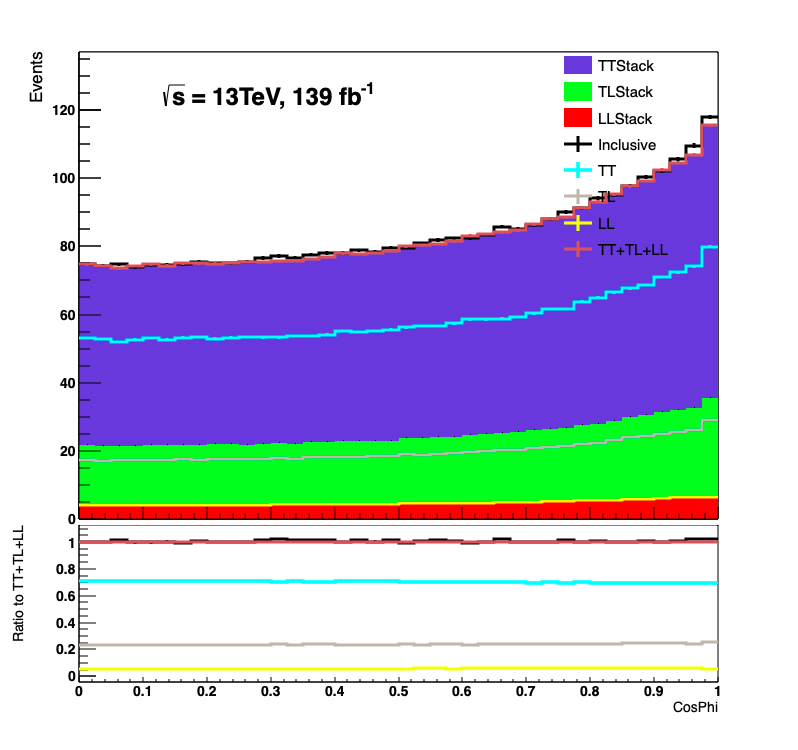 Events
√s = 13TeV, 139 fb⁻¹
TTStack
TLStack
LLStack
Inclusive
TT
TL
LL
TT+TL+LL
120
100
80
60
40
20
0
Ratio to TT+TL+LL
1
0.8
0.6
0.4
0.2
0
0 0.1 0.2 0.3 0.4 0.5 0.6 0.7 0.8 0.9 1
CosPhi